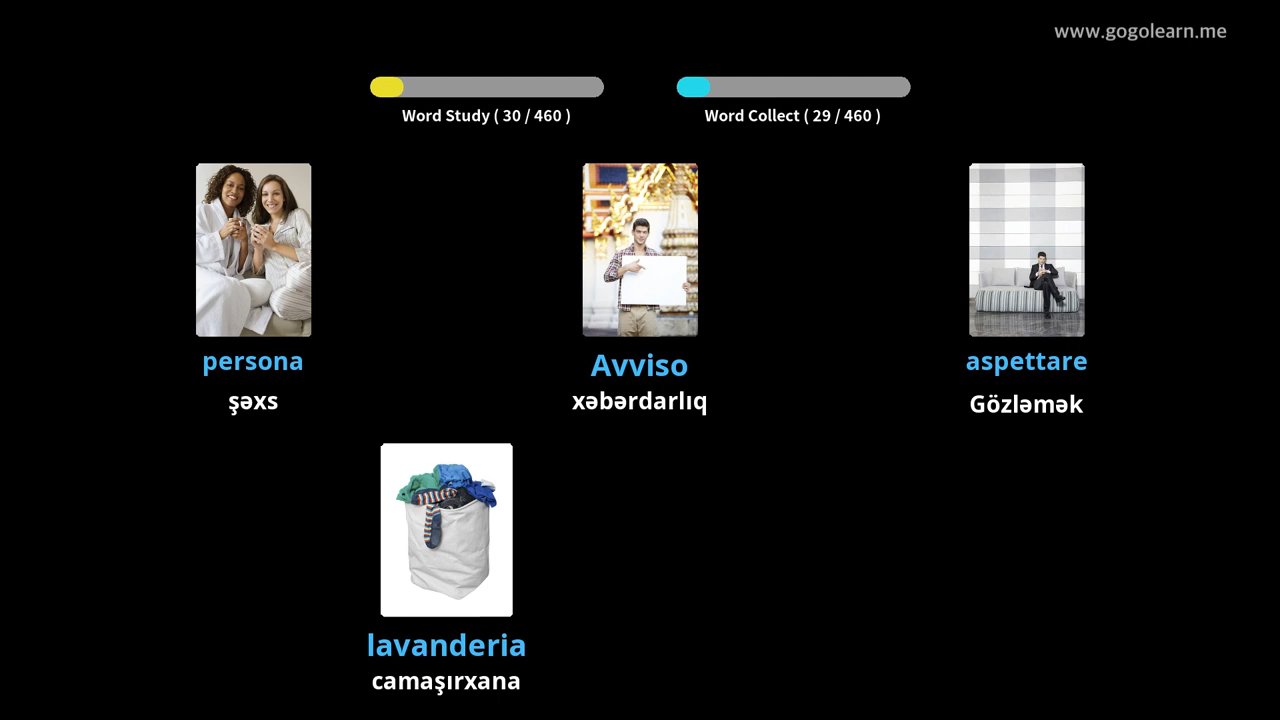 www.gogolearn.me
Word Study ( 30 / 460 )
Word Collect ( 29 / 460 )
persona
şəxs
Avviso
xəbərdarlıq
aspettare
Gözləmək
lavanderia
camaşırxana